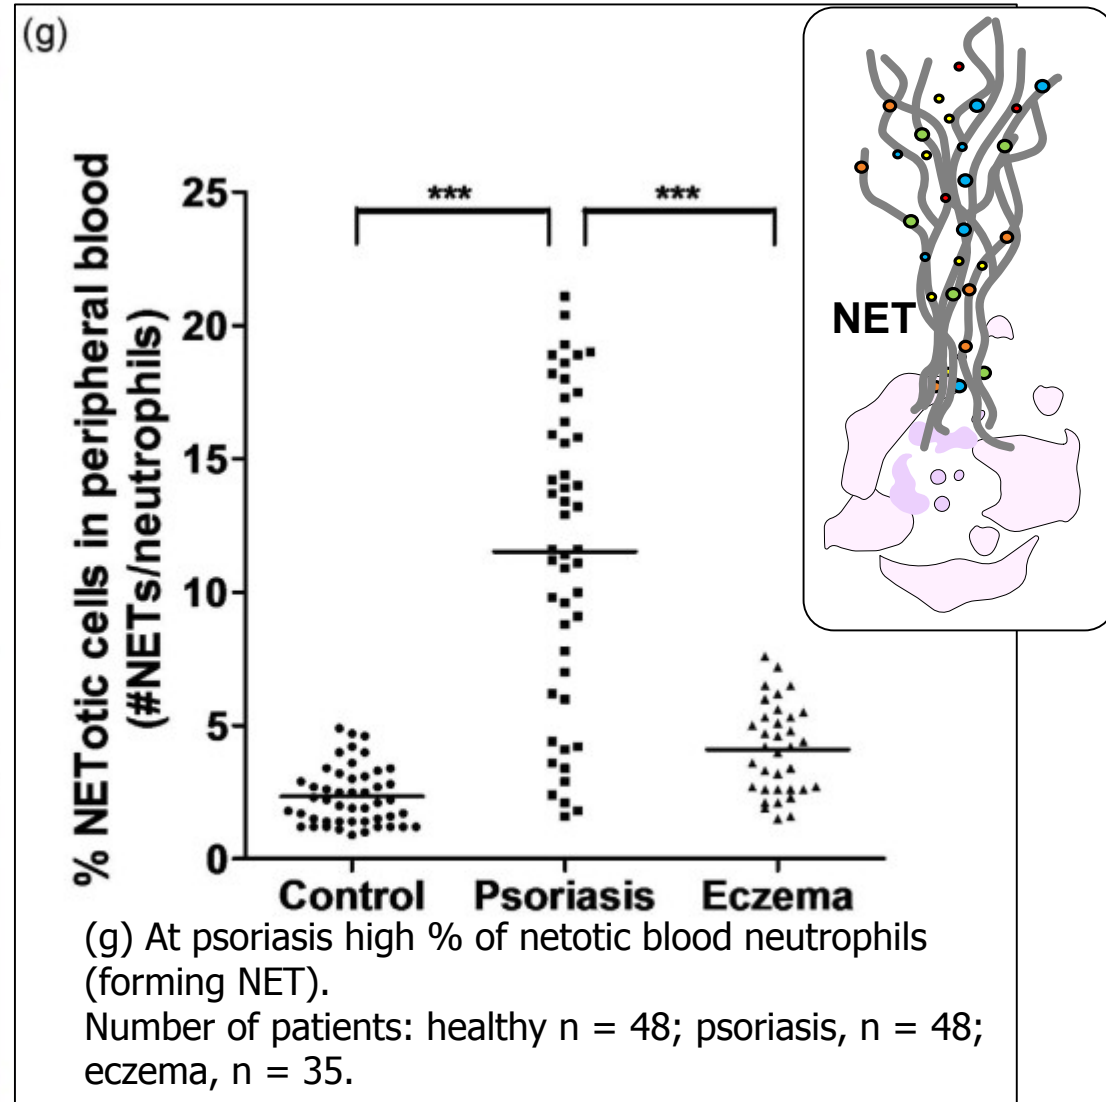 (g)
% NETotic cells in peripheral blood
(#NETs/neutrophils)
25
20
15
10
5
0
***
***
Control
Psoriasis
Eczema
NET
(g) At psoriasis high % of netotic blood neutrophils
(forming NET).
Number of patients: healthy n = 48; psoriasis, n = 48;
eczema, n = 35.